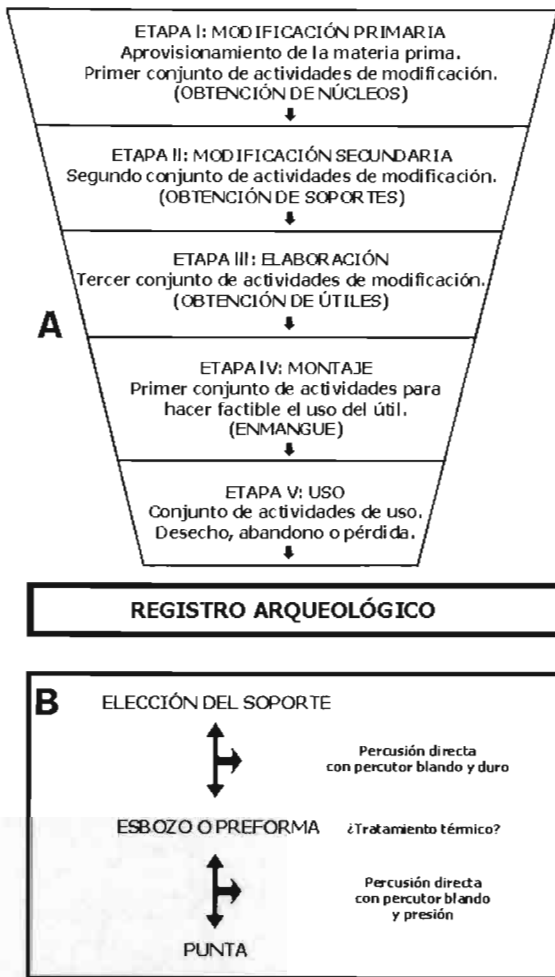 ETAPA I: MODIFICACIÓN PRIMARIA
Aprovisionamiento de la materia prima.
Primer conjunto de actividades de modificación.
(OBTENCIÓN DE NÚCLEOS)
ETAPA II: MODIFICACIÓN SECUNDARIA
Segundo conjunto de actividades de modificación.
(OBTENCIÓN DE SOPORTES)
ETAPA III: ELABORACIÓN
Tercer conjunto de actividades de modificación.
(OBTENCIÓN DE ÚTILES)
A
ETAPA IV: MONTAJE
Primer conjunto de actividades para
hacer factible el uso del útil.
(ENMANGUE)
ETAPA V: USO
Conjunto de actividades de uso.
Desecho, abandono o pérdida.
REGISTRO ARQUEOLÓGICO
B
ELECCIÓN DEL SOPORTE
Percusión directa
con percutor blando y duro
ESBOZO O PREFORMA ¿Tratamiento térmico?
Percusión directa
con percutor blando
y presión
PUNTA